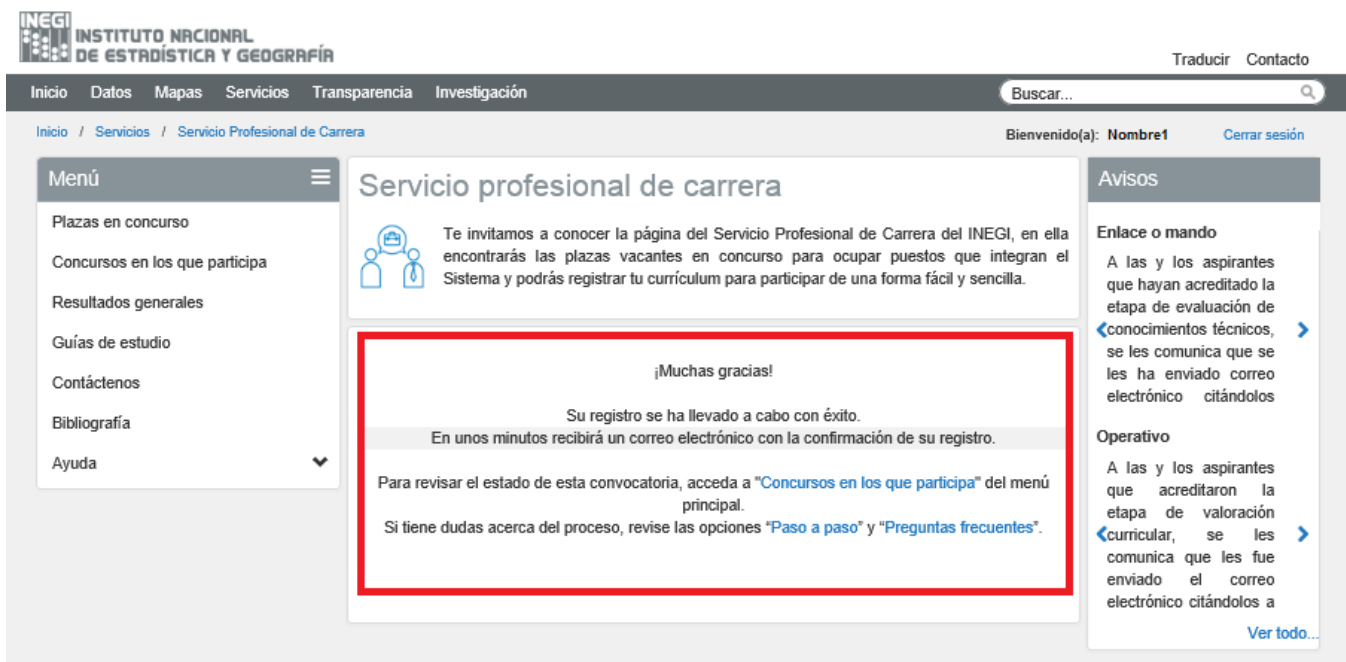 INEGI
INSTITUTO NACIONAL
DE ESTADÍSTICA Y GEOGRAFÍA
Traducir Contacto
Inicio Datos Mapas Servicios Transparencia Investigación
Buscar...
Inicio / Servicios / Servicio Profesional de Carrera
Bienvenido(a): Nombre1 Cerrar sesión
Menú
Plazas en concurso
Concursos en los que participa
Resultados generales
Guías de estudio
Contáctenos
Bibliografía
Ayuda
Servicio profesional de carrera
Te invitamos a conocer la página del Servicio Profesional de Carrera del INEGI, en ella
encontrarás las plazas vacantes en concurso para ocupar puestos que integran el
Sistema y podrás registrar tu currículum para participar de una forma fácil y sencilla.
¡Muchas gracias!
Su registro se ha llevado a cabo con éxito.
En unos minutos recibirá un correo electrónico con la confirmación de su registro.
Para revisar el estado de esta convocatoria, acceda a "Concursos en los que participa" del menú
principal.
Si tiene dudas acerca del proceso, revise las opciones “Paso a paso” y “Preguntas frecuentes”.
Avisos
Enlace o mando
A las y los aspirantes
que hayan acreditado la
etapa de evaluación de
conocimientos técnicos,
se les comunica que se
les ha enviado correo
electrónico citándolos
Operativo
A las y los aspirantes
que acreditaron la
etapa de valoración
curricular, se les
comunica que les fue
enviado el correo
electrónico citándolos a
Ver todo...